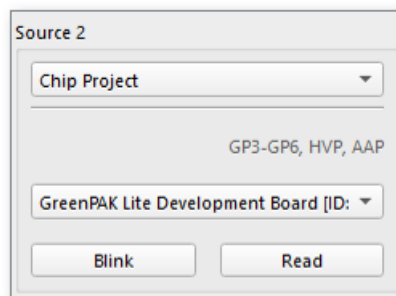 Source 2
Chip Project
GP3-GP6, HVP, AAP
GreenPAK Lite Development Board [ID:
Blink
Read